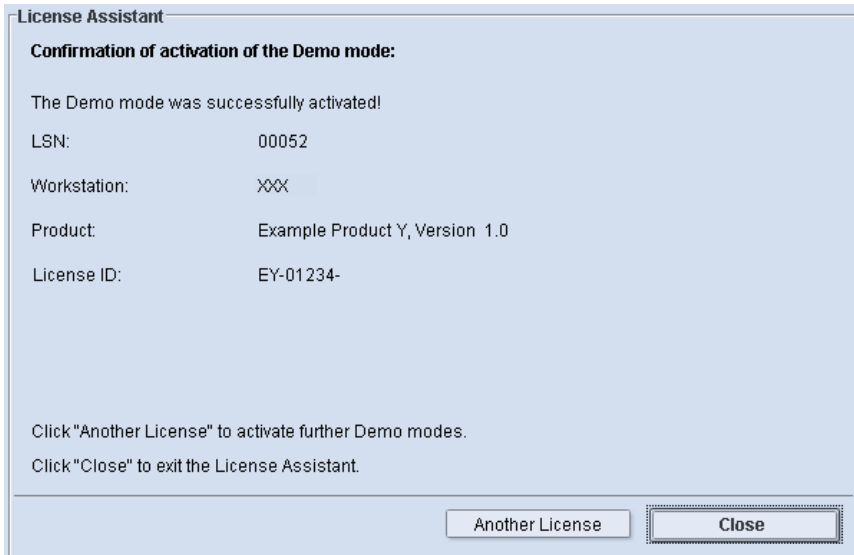 License Assistant
Confirmation of activation of the Demo mode:
The Demo mode was successfully activated!
LSN: 00052
Workstation: XXX
Product: Example Product Y, Version 1.0
License ID: EY-01234-
Click "Another License" to activate further Demo modes.
Click "Close" to exit the License Assistant.
Another License Close